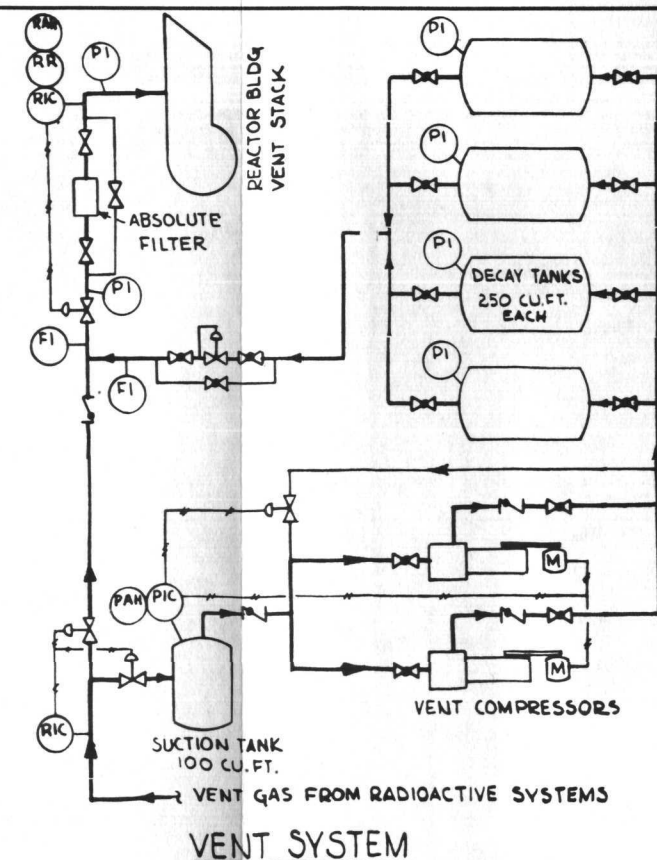 RAH
RR
RIC
PI
REACTOR BLDG
VENT STACK
ABSOLUTE
FILTER
PI
FI
FI
PI
PI
PI
DECAY TANKS
250 CU.FT.
EACH
PI
M
PAH
PIC
M
VENT COMPRESSORS
RIC
SUCTION TANK
100 CU.FT.
VENT GAS FROM RADIOACTIVE SYSTEMS
VENT SYSTEM